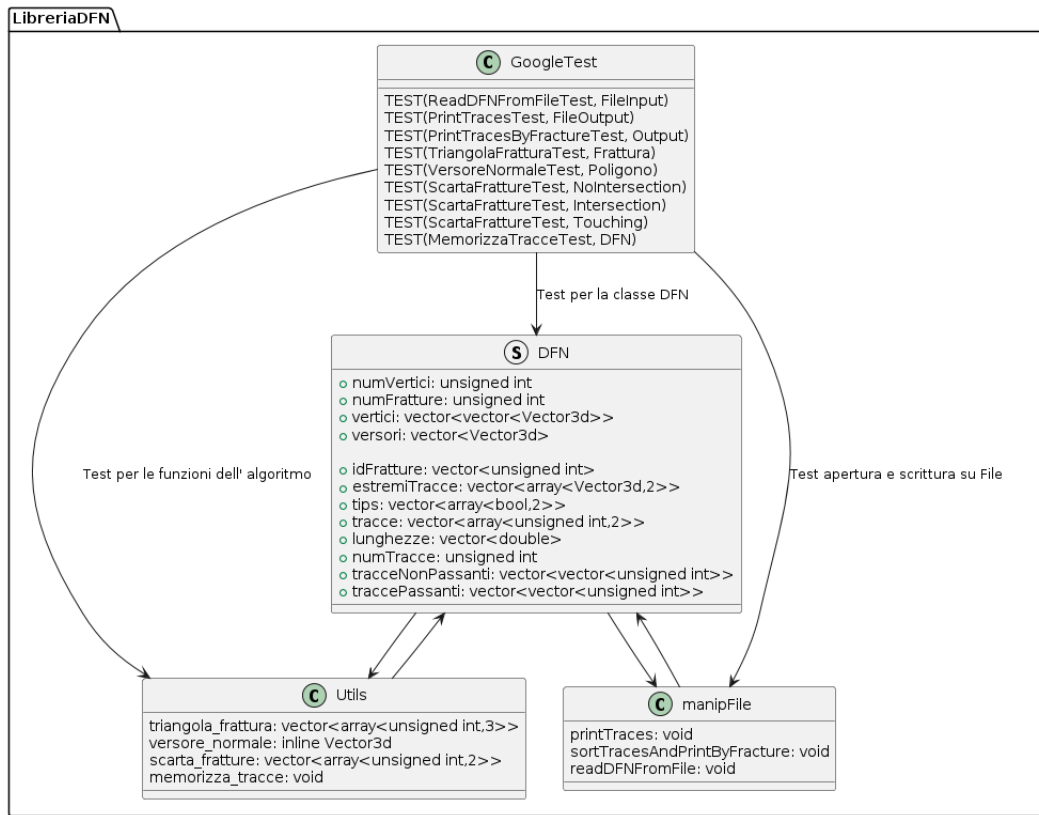 LibreriaDFN
C GoogleTest
TEST(ReadDFNFromFileTest, FileInput)
TEST(PrintTracesTest, FileOutput)
TEST(PrintTracesByFractureTest, Output)
TEST(TriangolaFratturaTest, Frattura)
TEST(VersoreNormaleTest, Poligono)
TEST(ScartaFrattureTest, NoIntersection)
TEST(ScartaFrattureTest, Intersection)
TEST(ScartaFrattureTest, Touching)
TEST(MemorizzaTracceTest, DFN)
Test per la classe DFN
S DFN
numVertici: unsigned int
numFratture: unsigned int
vertici: vector<vector<Vector3d>>
versori: vector<Vector3d>
idFratture: vector<unsigned int>
estremiTracce: vector<array<Vector3d,2>>
tips: vector<array<bool,2>>
tracce: vector<array<unsigned int,2>>
lunghezze: vector<double>
numTracce: unsigned int
tracceNonPassanti: vector<vector<unsigned int>>
traccePassanti: vector<vector<unsigned int>>
Test per le funzioni dell' algoritmo
Test apertura e scrittura su File
C Utils
triangola_frattura: vector<array<unsigned int,3>>
versore_normale: inline Vector3d
scarta_fratture: vector<array<unsigned int,2>>
memorizza_tracce: void
C manipFile
printTraces: void
sortTracesAndPrintByFracture: void
readDFNFromFile: void